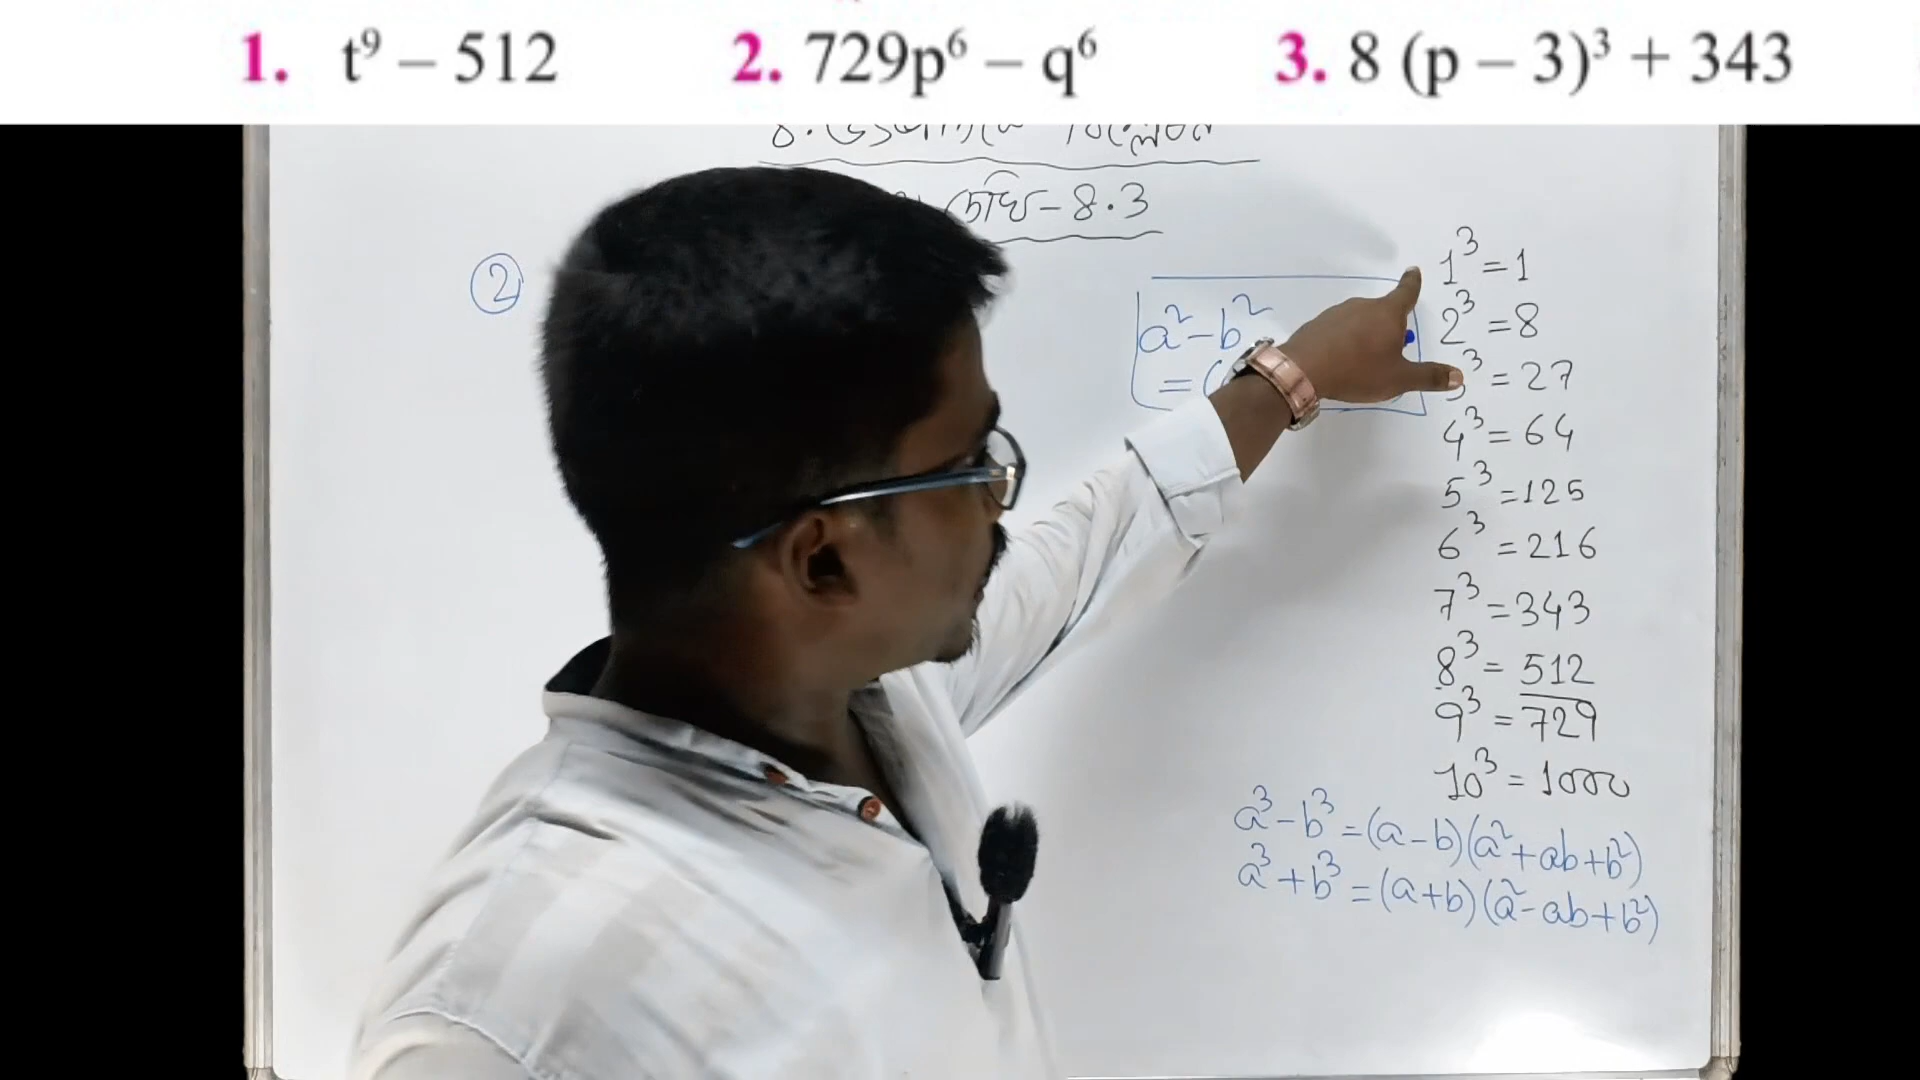 1. t⁹ – 512 2. 729p⁶ – q⁶ 3. 8 (p – 3)³ + 343
8.3
②
a²-b²
= (
1³ = 1
2³ = 8
3³ = 27
4³ = 64
5³ = 125
6³ = 216
7³ = 343
8³ = 512
9³ = 729
10³ = 1000
a³-b³ = (a-b)(a²+ab+b²)
a³+b³ = (a+b)(a²-ab+b²)